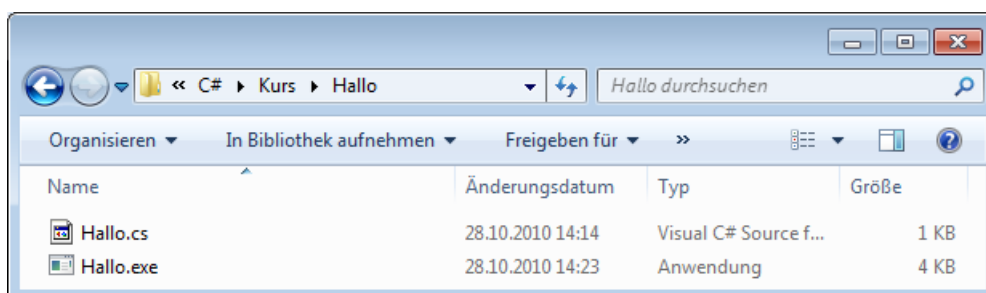 « C# ▸ Kurs ▸ Hallo
Hallo durchsuchen
Organisieren ▾ In Bibliothek aufnehmen ▾ Freigeben für ▾ »
Name Änderungsdatum Typ Größe
Hallo.cs 28.10.2010 14:14 Visual C# Source f... 1 KB
Hallo.exe 28.10.2010 14:23 Anwendung 4 KB